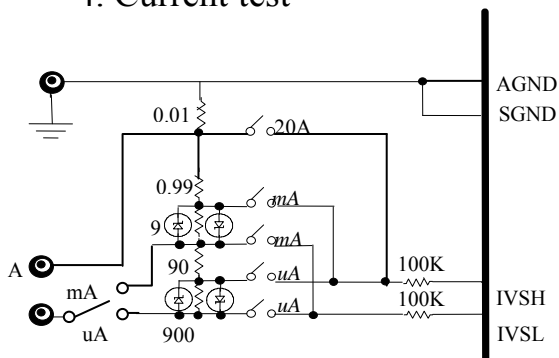 4. Current test
AGND
SGND
0.01
20A
0.99
mA
9
mA
A
90
uA
100K
mA
IVSH
uA
100K
uA
900
IVSL